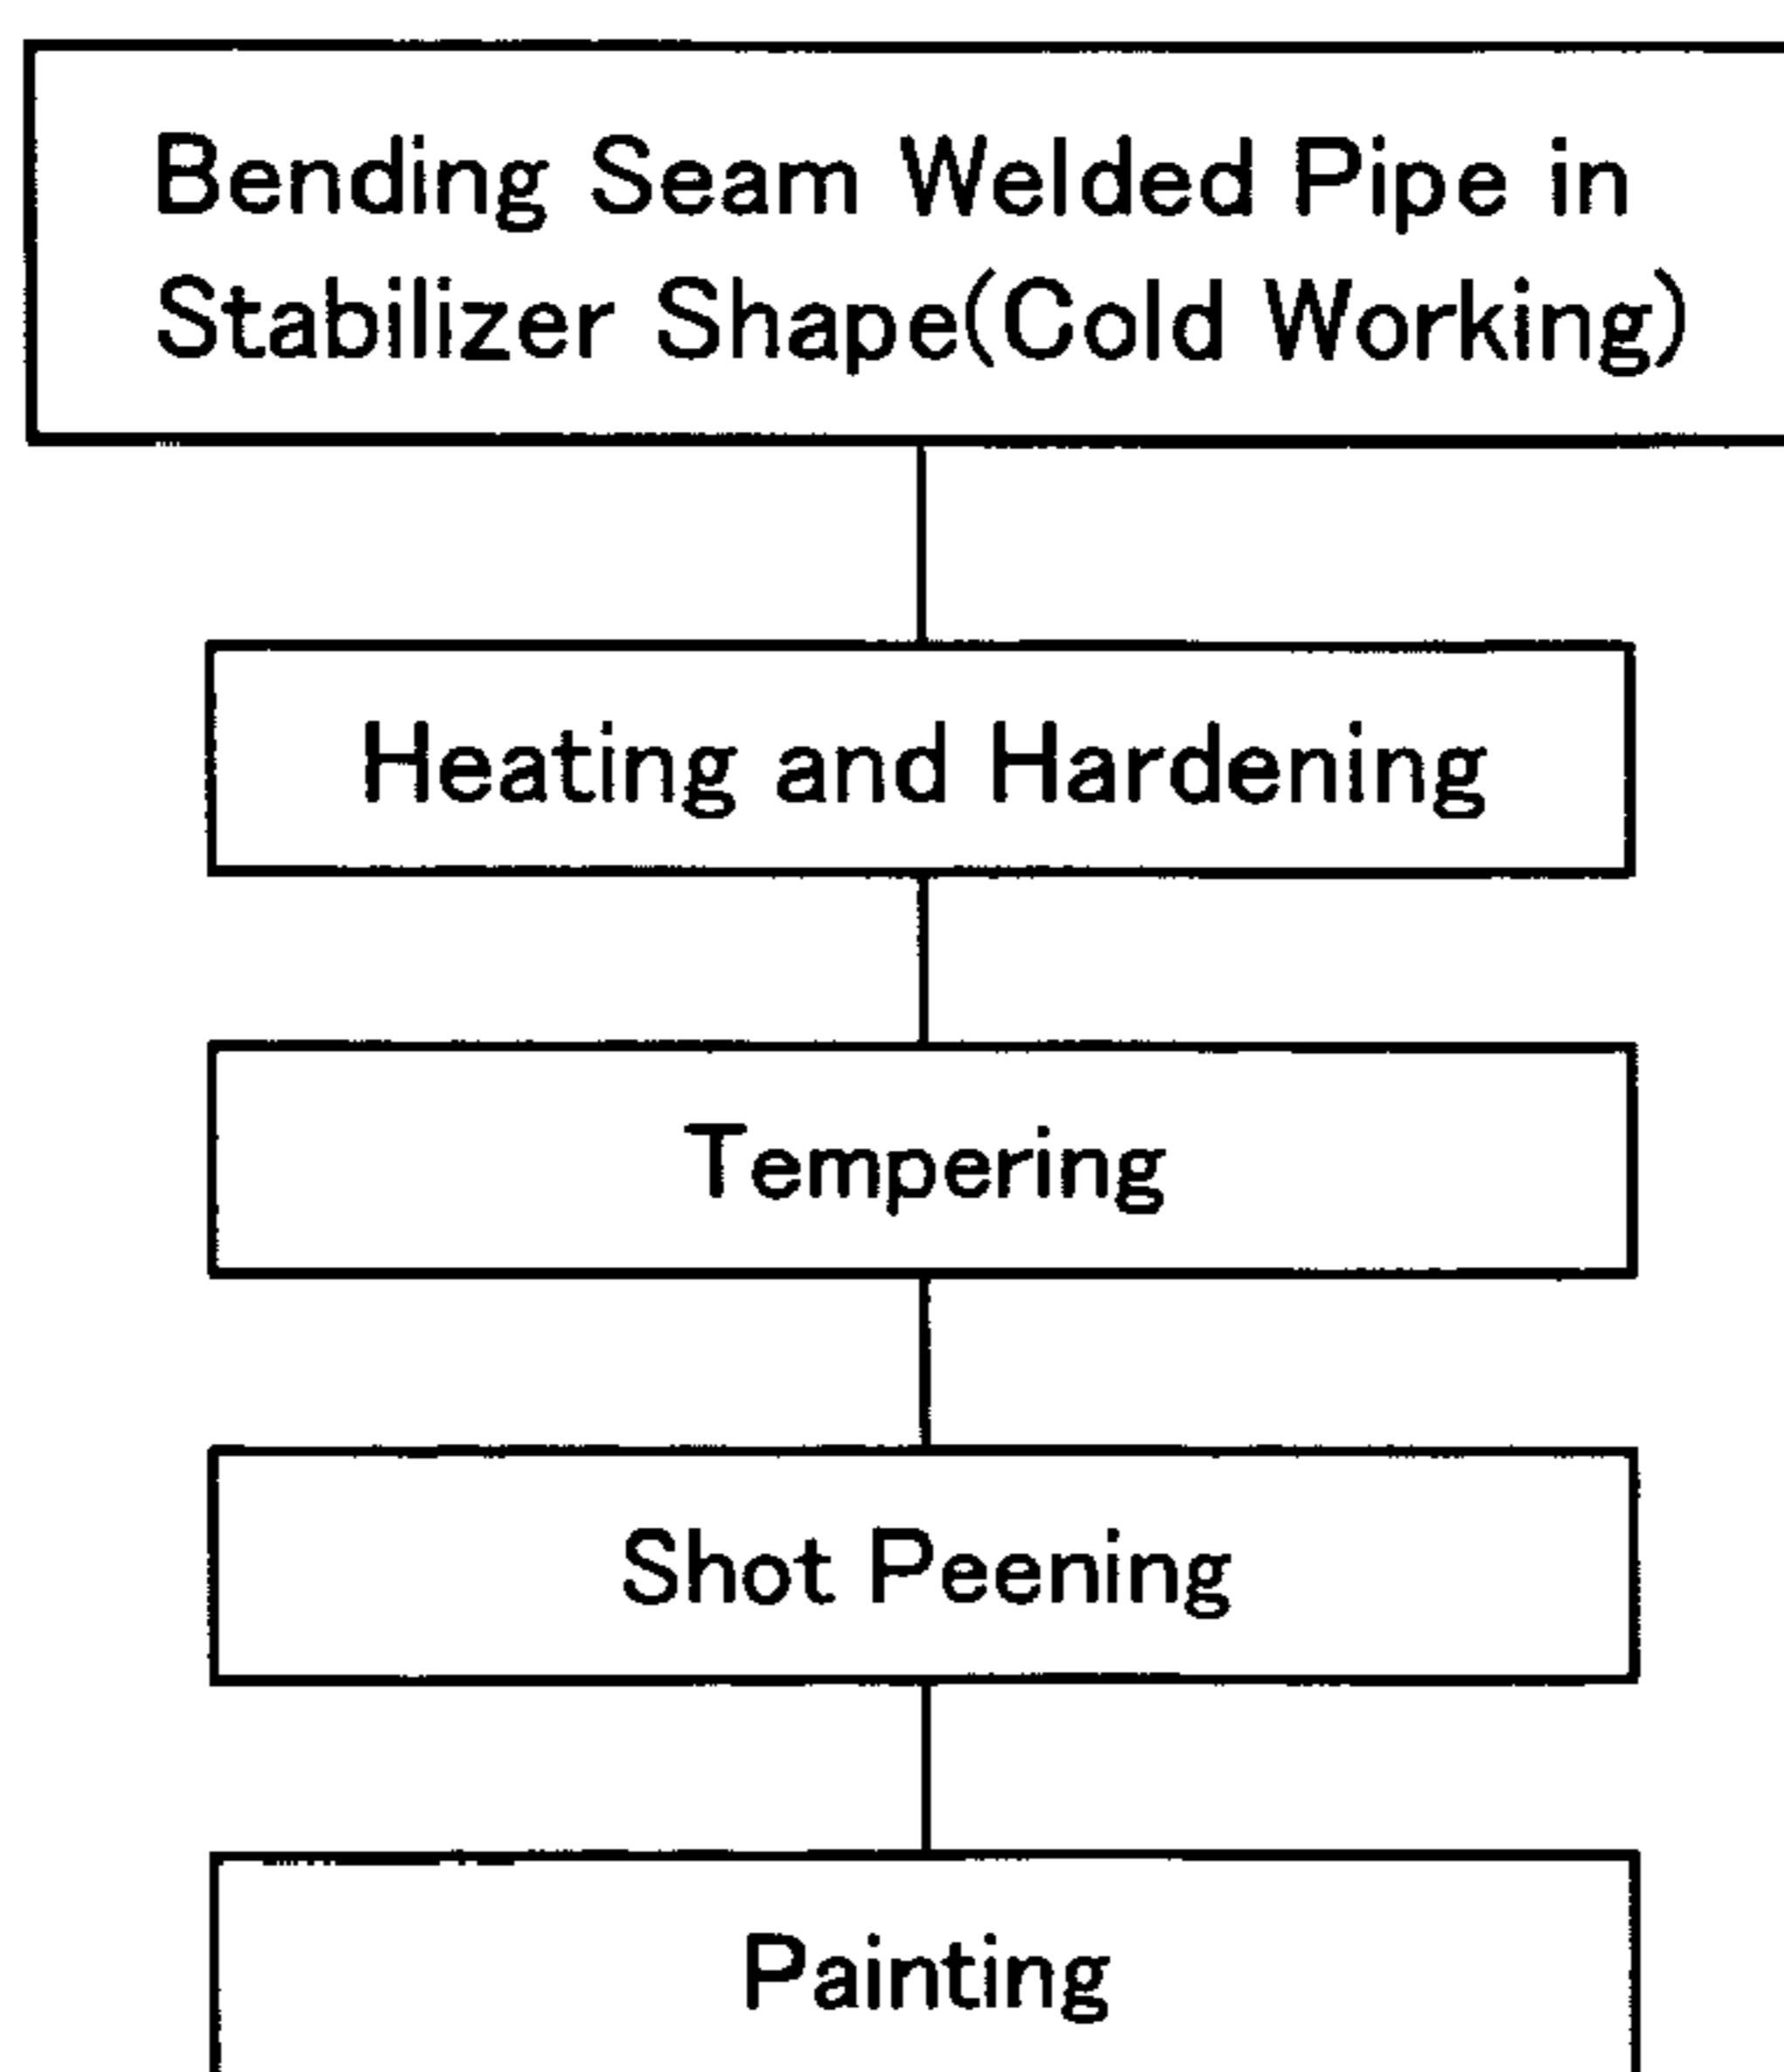 Bending Seam Welded Pipe in
Stabilizer Shape(Cold Working)
Heating and Hardening
Tempering
Shot Peening
Painting